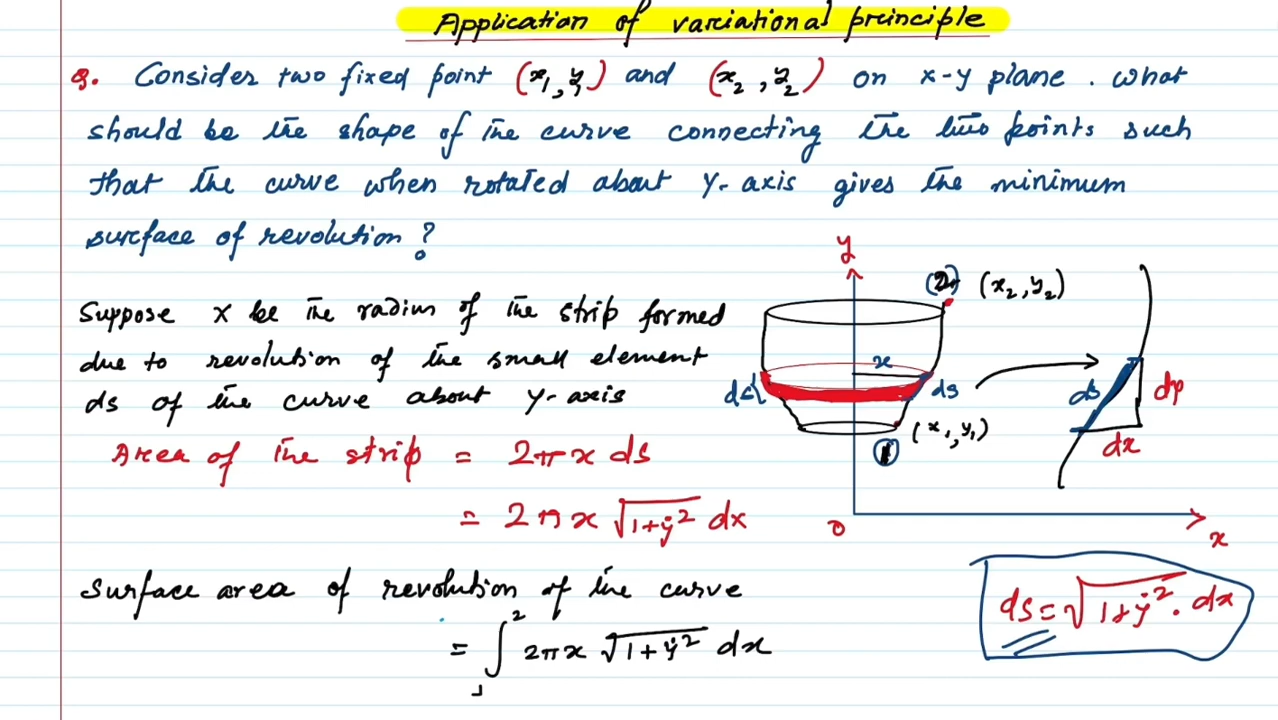 Application of variational principle
Q. Consider two fixed point (x₁, y₁) and (x₂, y₂) on x-y plane. What
should be the shape of the curve connecting the two points such
that the curve when rotated about Y-axis gives the minimum
surface of revolution?
Suppose x be the radius of the strip formed
due to revolution of the small element
ds of the curve about Y-axis
Area of the strip = 2πx ds
= 2πx √(1+ẏ²) dx
Surface area of revolution of the curve
= ∫₁² 2πx √(1+ẏ²) dx
y
(2) (x₂, y₂)
x
ds
ds
(x₁, y₁)
1
0
x
ds
dy
dx
ds = √(1+ẏ²) . dx